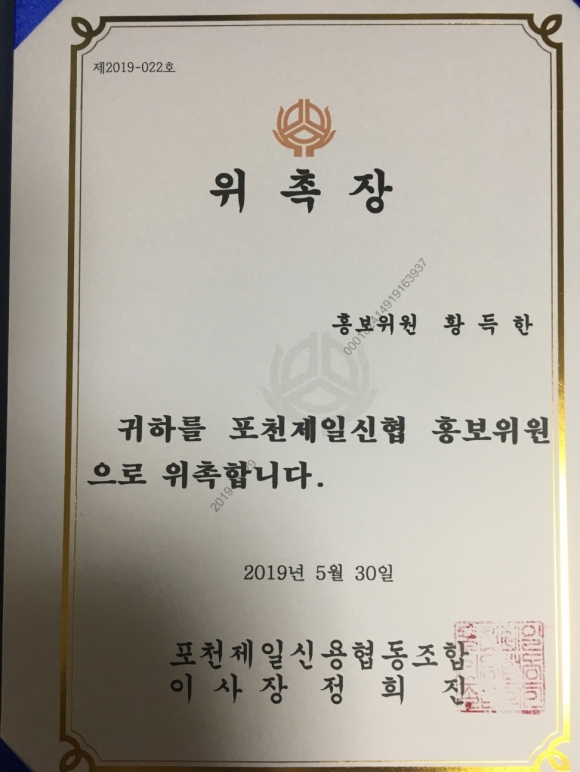 제2019-022호
위 촉 장
홍보위원 황 득 한
귀하를 포천제일신협 홍보위원
으로 위촉합니다.
2019년 5월 30일
포천제일신용협동조합
이 사 장 정 희 진